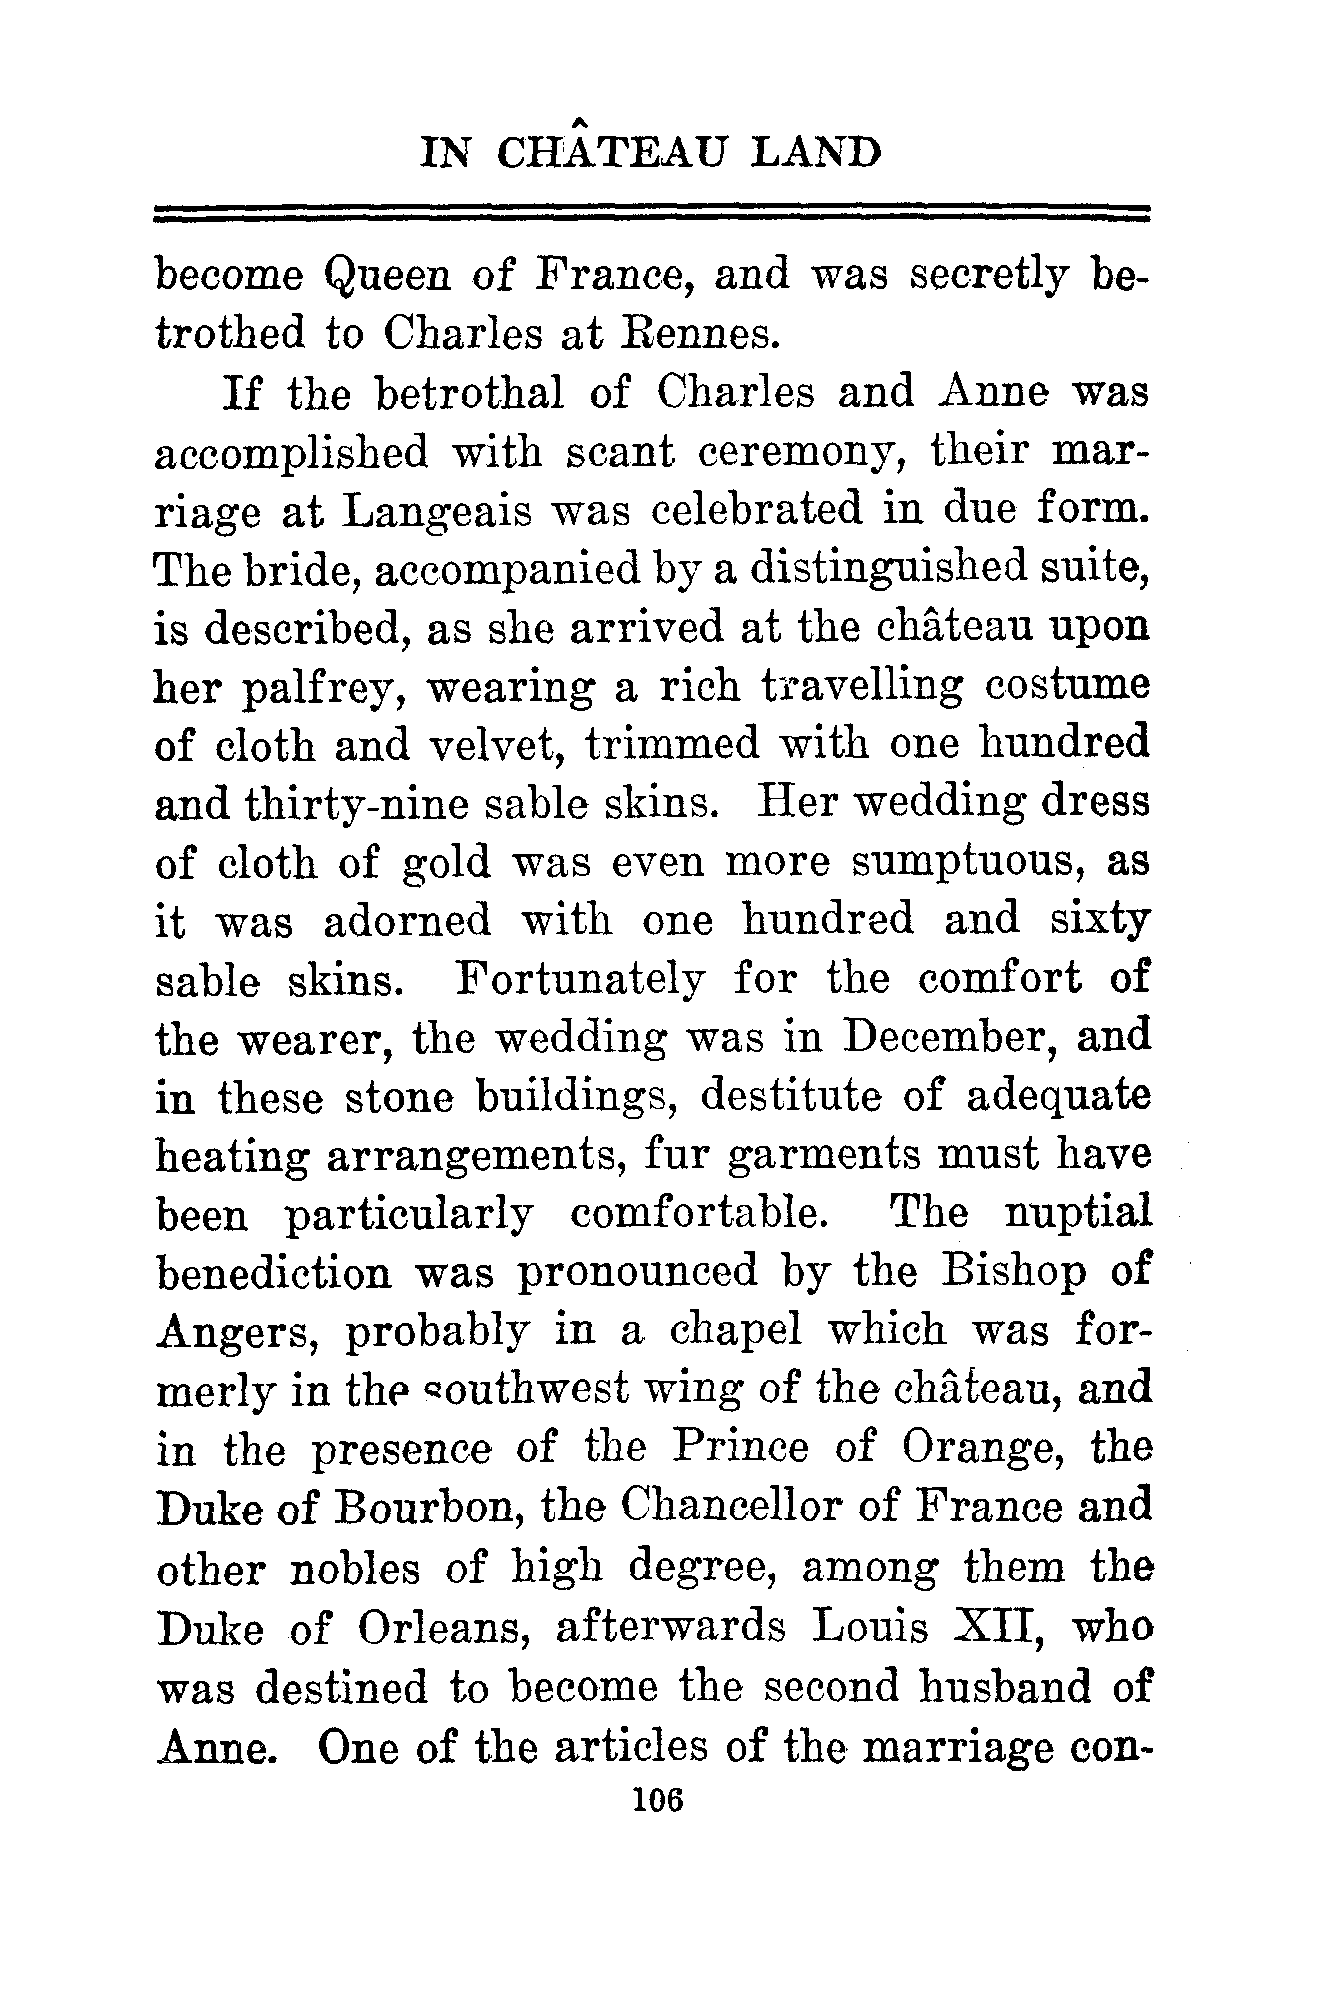 IN CHÂTEAU LAND
become Queen of France, and was secretly be-
trothed to Charles at Rennes.
If the betrothal of Charles and Anne was
accomplished with scant ceremony, their mar-
riage at Langeais was celebrated in due form.
The bride, accompanied by a distinguished suite,
is described, as she arrived at the château upon
her palfrey, wearing a rich travelling costume
of cloth and velvet, trimmed with one hundred
and thirty-nine sable skins. Her wedding dress
of cloth of gold was even more sumptuous, as
it was adorned with one hundred and sixty
sable skins. Fortunately for the comfort of
the wearer, the wedding was in December, and
in these stone buildings, destitute of adequate
heating arrangements, fur garments must have
been particularly comfortable. The nuptial
benediction was pronounced by the Bishop of
Angers, probably in a chapel which was for-
merly in the southwest wing of the château, and
in the presence of the Prince of Orange, the
Duke of Bourbon, the Chancellor of France and
other nobles of high degree, among them the
Duke of Orleans, afterwards Louis XII, who
was destined to become the second husband of
Anne. One of the articles of the marriage con-
106